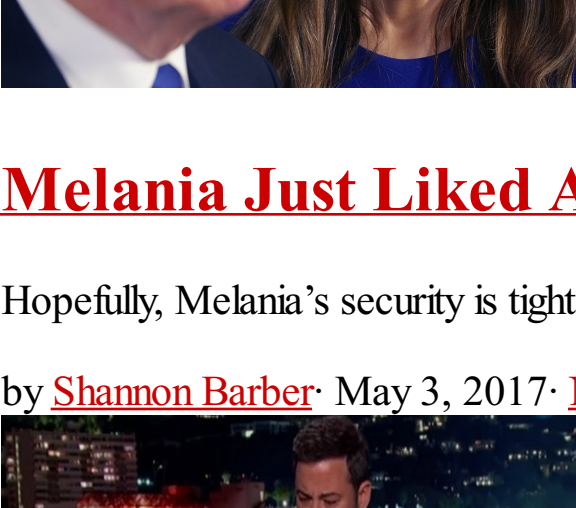 Melania Just Liked A
Hopefully, Melania’s security is tight
by Shannon Barber· May 3, 2017·